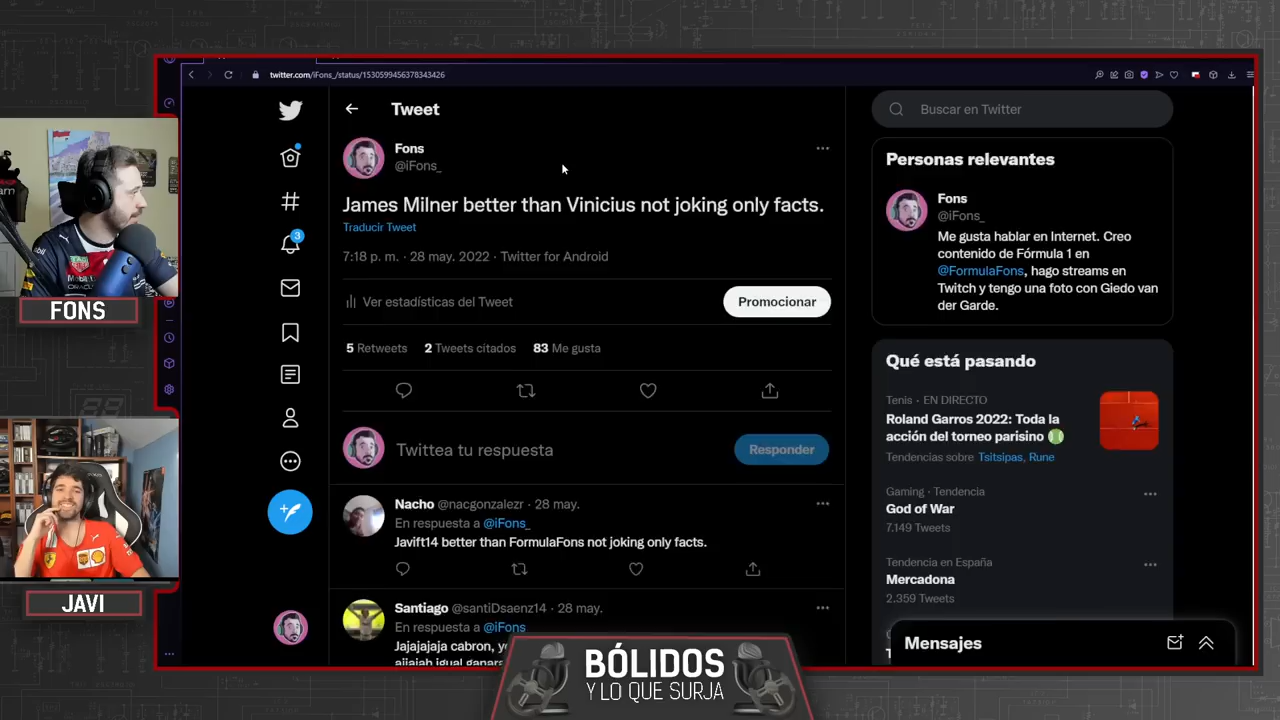 twitter.com/iFons_/status/1530599456378343426
Tweet
Fons
@iFons_
James Milner better than Vinicius not joking only facts.
Traducir Tweet
7:18 p. m. · 28 may. 2022 · Twitter for Android
Ver estadísticas del Tweet
Promocionar
5 Retweets 2 Tweets citados 83 Me gusta
Twittea tu respuesta
Responder
Nacho @nacgonzalezr · 28 may.
En respuesta a @iFons_
Javift14 better than FormulaFons not joking only facts.
Santiago @santiDsaenz14 · 28 may.
En respuesta a @iFons
3
Buscar en Twitter
Personas relevantes
Fons
@iFons_
Me gusta hablar en Internet. Creo
contenido de Fórmula 1 en
@FormulaFons, hago streams en
Twitch y tengo una foto con Giedo van
der Garde.
Qué está pasando
Tenis · EN DIRECTO
Roland Garros 2022: Toda la
acción del torneo parisino
Tendencias sobre Tsitsipas, Rune
Gaming · Tendencia
God of War
7.149 Tweets
Tendencia en España
Mercadona
2.359 Tweets
Mensajes
FONS
JAVI
BÓLIDOS
Y LO QUE SURJA